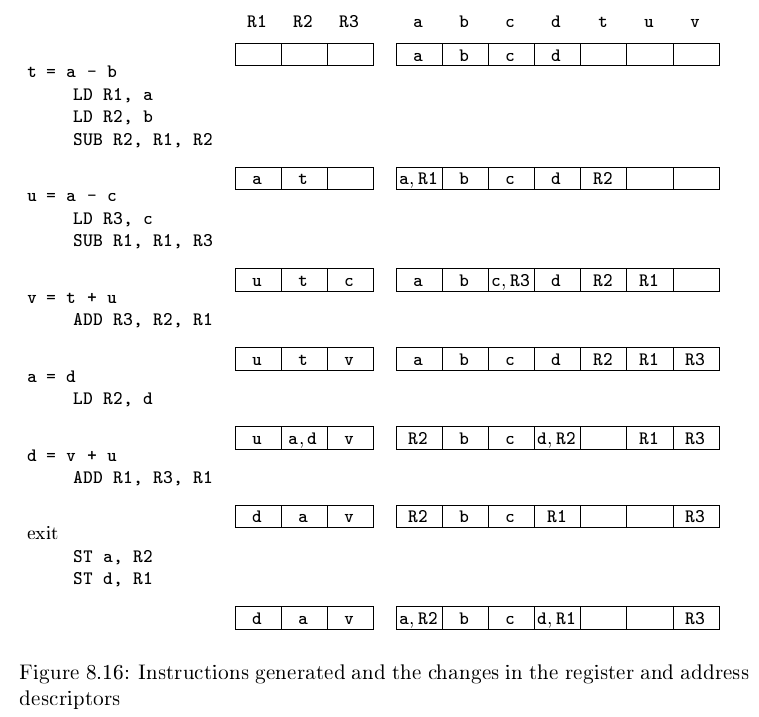 R1 R2 R3 a b c d t u v
a b c d
t = a - b
LD R1, a
LD R2, b
SUB R2, R1, R2
a t a,R1 b c d R2
u = a - c
LD R3, c
SUB R1, R1, R3
u t c a b c,R3 d R2 R1
v = t + u
ADD R3, R2, R1
u t v a b c d R2 R1 R3
a = d
LD R2, d
u a,d v R2 b c d,R2 R1 R3
d = v + u
ADD R1, R3, R1
d a v R2 b c R1 R3
exit
ST a, R2
ST d, R1
d a v a,R2 b c d,R1 R3
Figure 8.16: Instructions generated and the changes in the register and address
descriptors